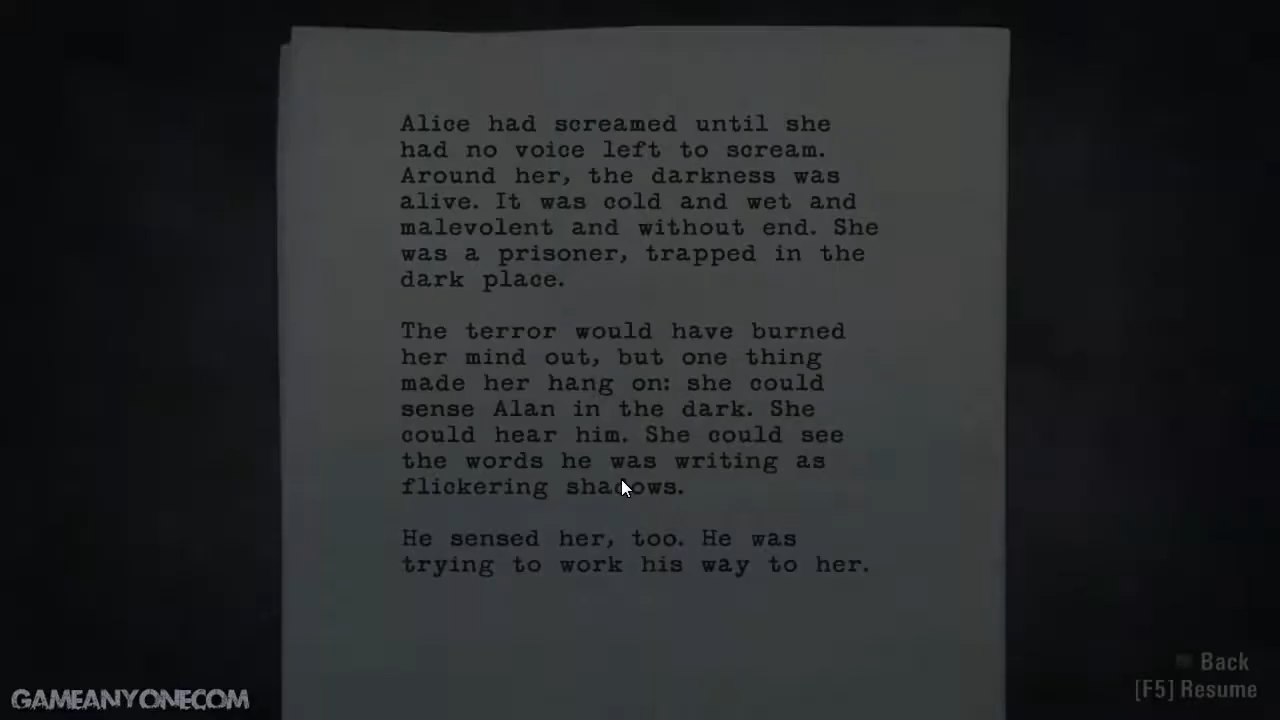 Alice had screamed until she
had no voice left to scream.
Around her, the darkness was
alive. It was cold and wet and
malevolent and without end. She
was a prisoner, trapped in the
dark place.
The terror would have burned
her mind out, but one thing
made her hang on: she could
sense Alan in the dark. She
could hear him. She could see
the words he was writing as
flickering shadows.
He sensed her, too. He was
trying to work his way to her.
Back
[F5] Resume
GAMEANYONECOM